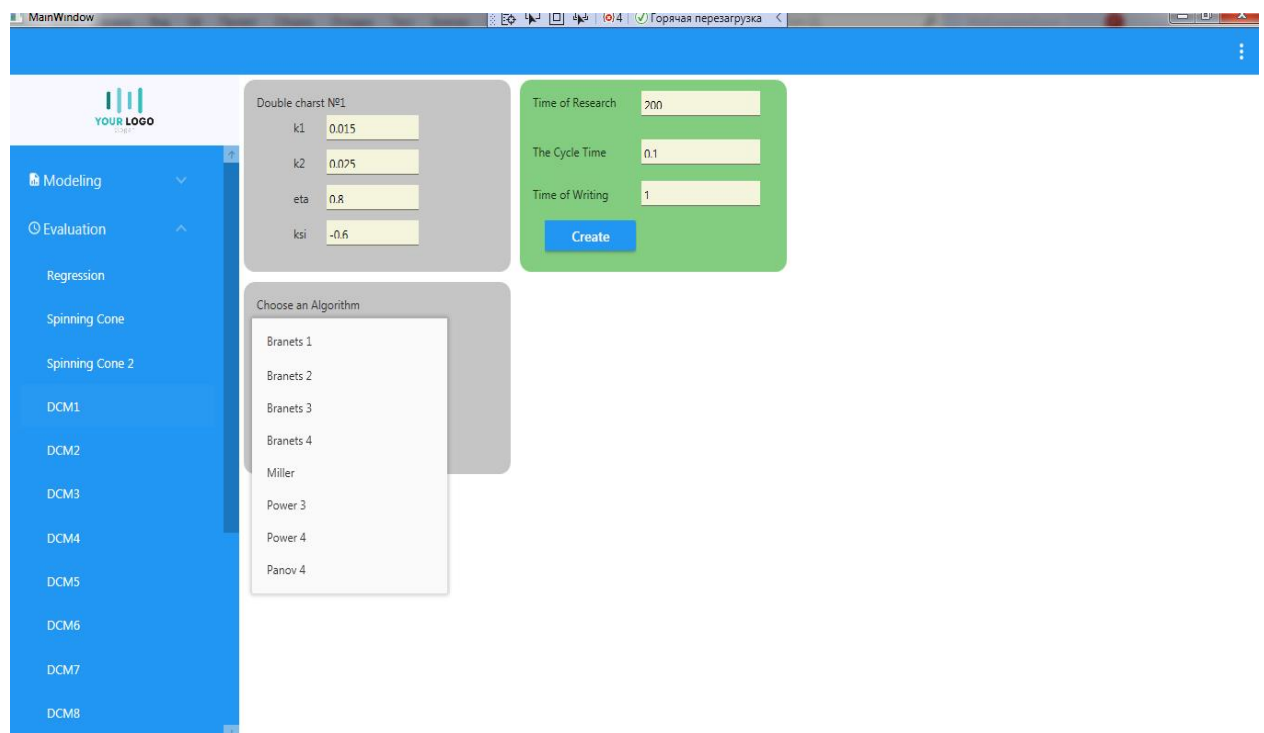 MainWindow
4 Горячая перезагрузка
YOUR LOGO
Modeling
Evaluation
Regression
Spinning Cone
Spinning Cone 2
DCM1
DCM2
DCM3
DCM4
DCM5
DCM6
DCM7
DCM8
Double charst №1
k1 0.015
k2 0.025
eta 0.8
ksi -0.6
Time of Research 200
The Cycle Time 0.1
Time of Writing 1
Create
Choose an Algorithm
Branets 1
Branets 2
Branets 3
Branets 4
Miller
Power 3
Power 4
Panov 4